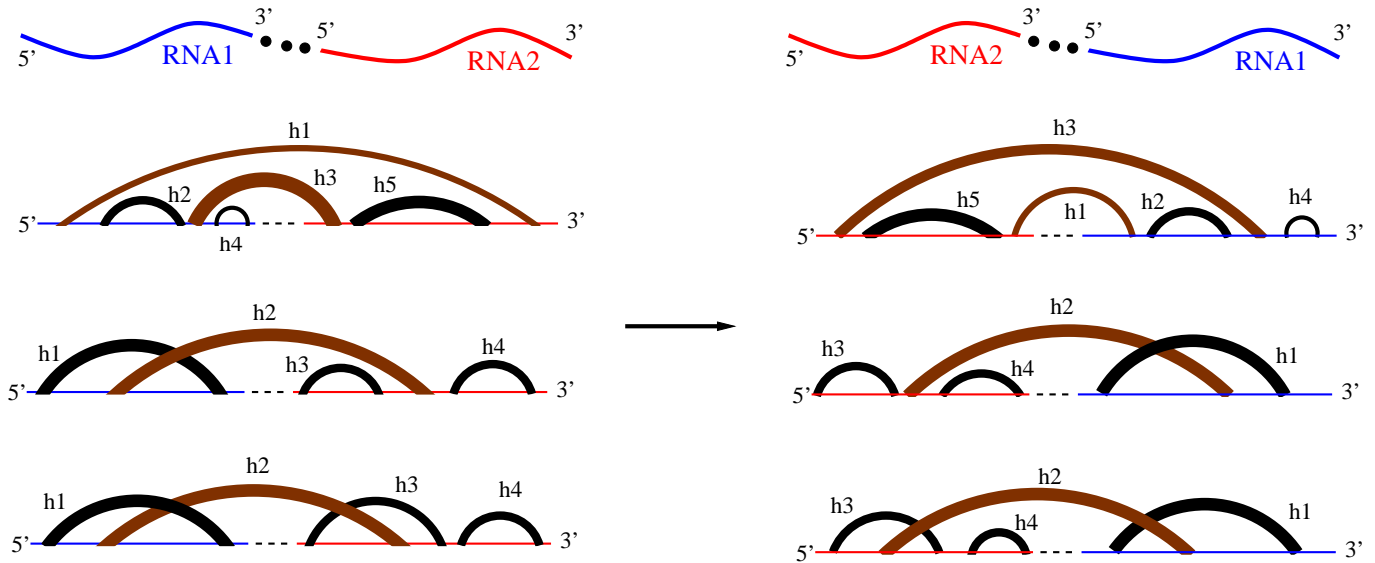 5’ RNA1 3’ 5’ RNA2 3’
5’ RNA2 3’ 5’ RNA1 3’
h1
h2 h3 h5
5’ h4 3’
h3
h5 h1 h2 h4
5’ 3’
h2
h1 h3 h4
5’ 3’
h2
h3 h4 h1
5’ 3’
h2
h1 h3 h4
5’ 3’
h2
h3 h4 h1
5’ 3’